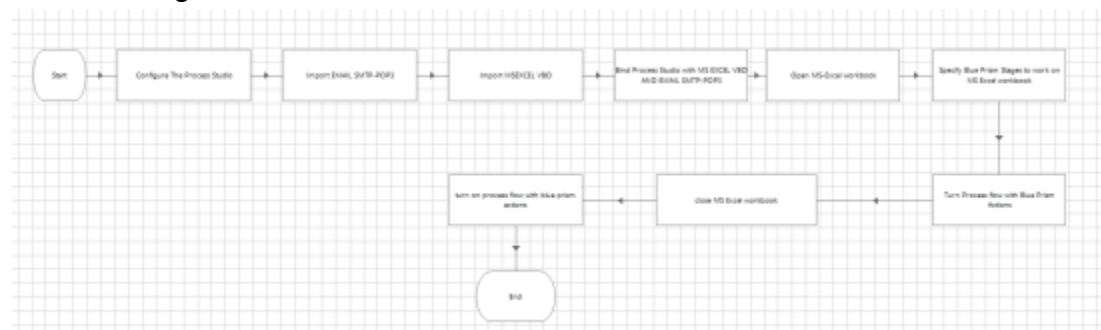 Start
Configure The Process Studio
Import EMAIL SMTP-POP3
Import MSEXCEL VBO
Bind Process Studio with MS EXCEL VBO
AND EMAIL SMTP-POP3
Open MS-Excel workbook
Specify Blue Prism Stages to work on
MS Excel workbook
Turn Process flow with Blue Prism
Actions
close MS Excel workbook
turn on process flow with blue prism
actions
End